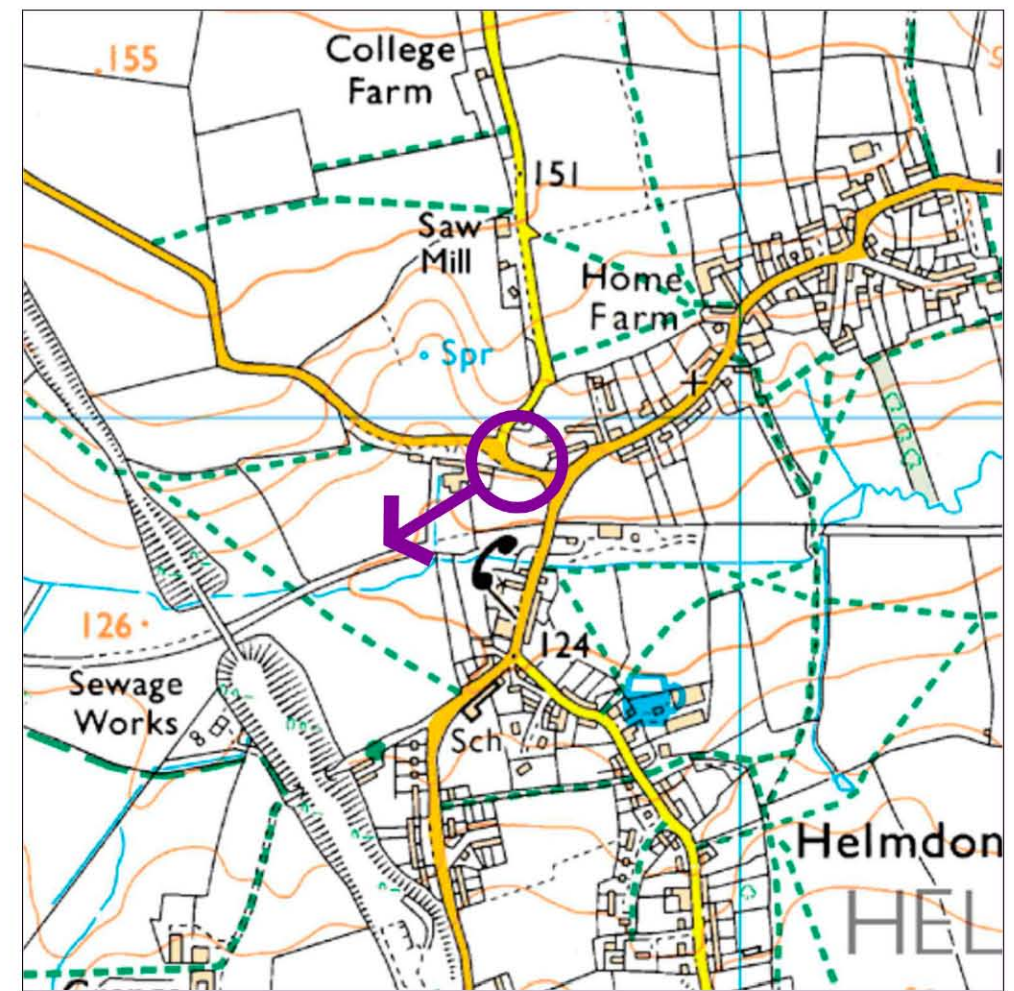 College
Farm
155
151
Saw
Mill
Home
Farm
Spr
126
124
Sewage
Works
Sch
Helmdon
HEL